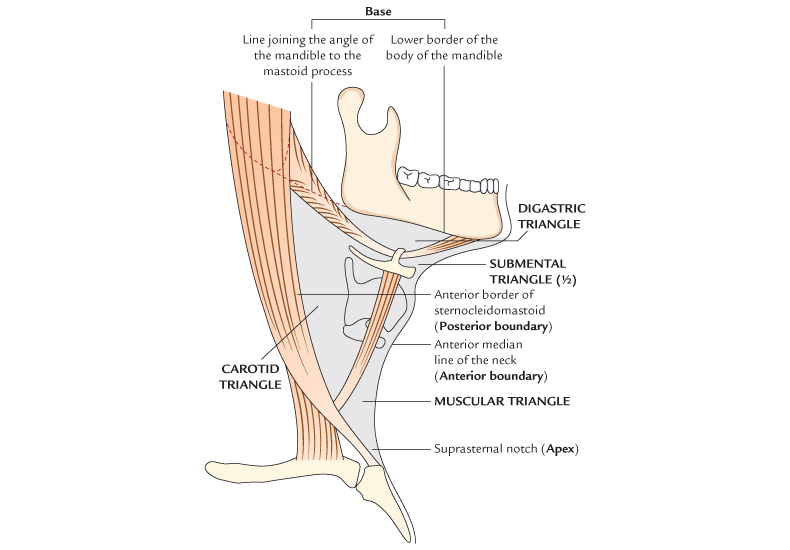 Base
Line joining the angle of
the mandible to the
mastoid process
Lower border of the
body of the mandible
DIGASTRIC
TRIANGLE
SUBMENTAL
TRIANGLE (½)
Anterior border of
sternocleidomastoid
(Posterior boundary)
Anterior median
line of the neck
(Anterior boundary)
CAROTID
TRIANGLE
MUSCULAR TRIANGLE
Suprasternal notch (Apex)